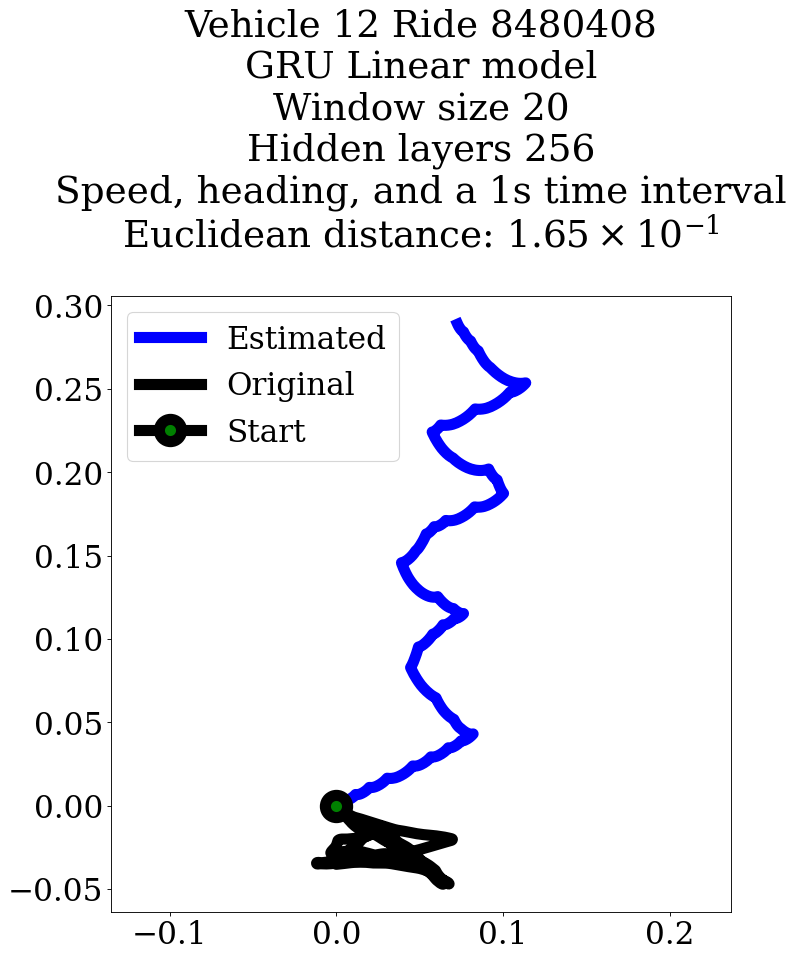 Vehicle 12 Ride 8480408
GRU Linear model
Window size 20
Hidden layers 256
Speed, heading, and a 1s time interval
Euclidean distance: 1.65 × 10⁻¹
0.30
0.25
0.20
0.15
0.10
0.05
0.00
−0.05
Estimated
Original
Start
−0.1
0.0
0.1
0.2